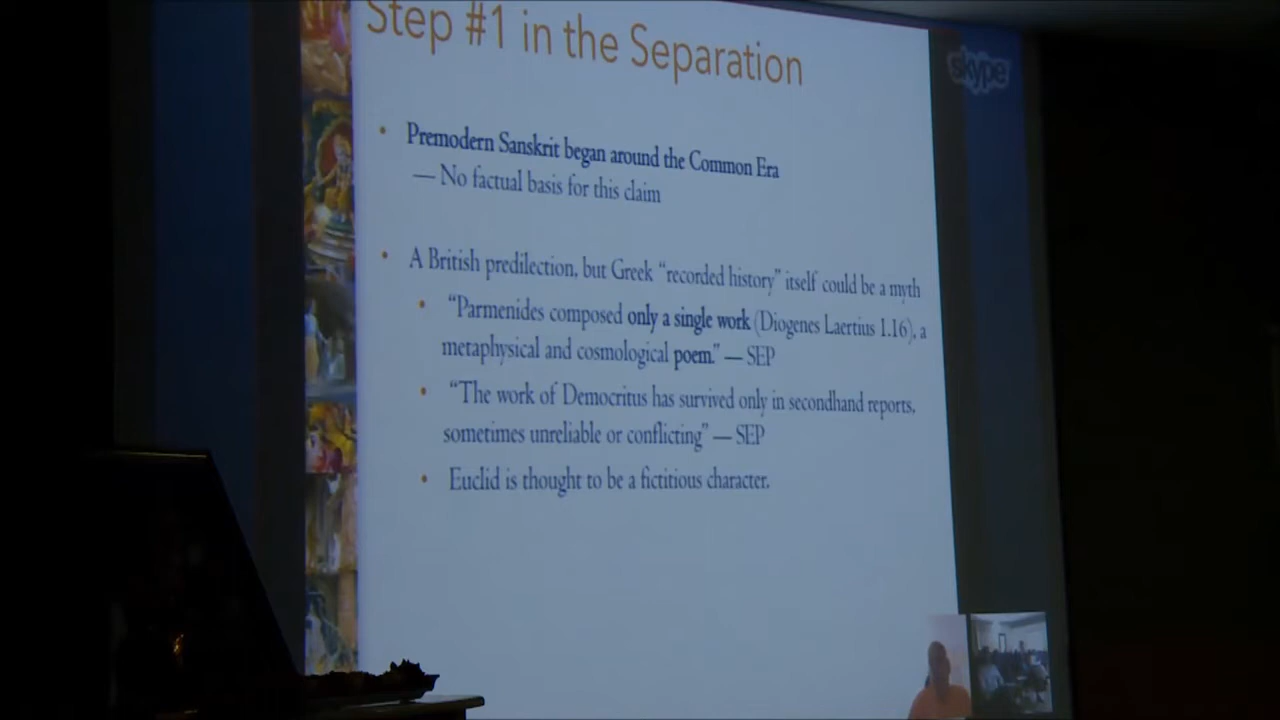 Step #1 in the Separation
skype
• Premodern Sanskrit began around the Common Era
— No factual basis for this claim
• A British predilection, but Greek “recorded history” itself could be a myth
• “Parmenides composed only a single work (Diogenes Laertius 1.16), a
metaphysical and cosmological poem.” — SEP
• “The work of Democritus has survived only in secondhand reports,
sometimes unreliable or conflicting” — SEP
• Euclid is thought to be a fictitious character.